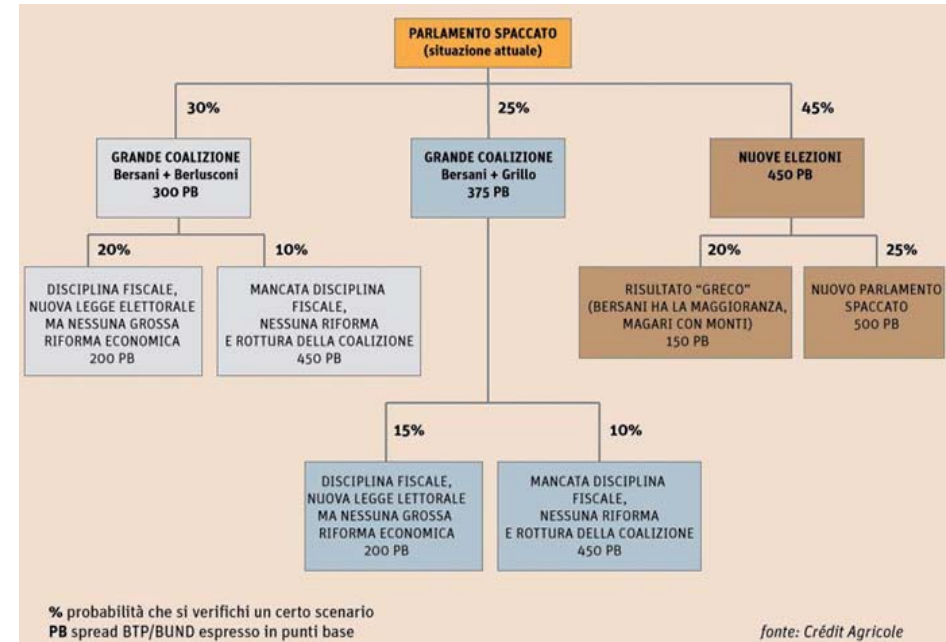 PARLAMENTO SPACCATO
(situazione attuale)
30%
25%
45%
GRANDE COALIZIONE
Bersani + Berlusconi
300 PB
GRANDE COALIZIONE
Bersani + Grillo
375 PB
NUOVE ELEZIONI
450 PB
20%
10%
20%
25%
DISCIPLINA FISCALE,
NUOVA LEGGE ELETTORALE
MA NESSUNA GROSSA
RIFORMA ECONOMICA
200 PB
MANCATA DISCIPLINA
FISCALE,
NESSUNA RIFORMA
E ROTTURA DELLA COALIZIONE
450 PB
RISULTATO “GRECO”
(BERSANI HA LA MAGGIORANZA,
MAGARI CON MONTI)
150 PB
NUOVO PARLAMENTO
SPACCATO
500 PB
15%
10%
DISCIPLINA FISCALE,
NUOVA LEGGE LETTORALE
MA NESSUNA GROSSA
RIFORMA ECONOMICA
200 PB
MANCATA DISCIPLINA
FISCALE,
NESSUNA RIFORMA
E ROTTURA DELLA COALIZIONE
450 PB
% probabilità che si verifichi un certo scenario
PB spread BTP/BUND espresso in punti base
fonte: Crédit Agricole